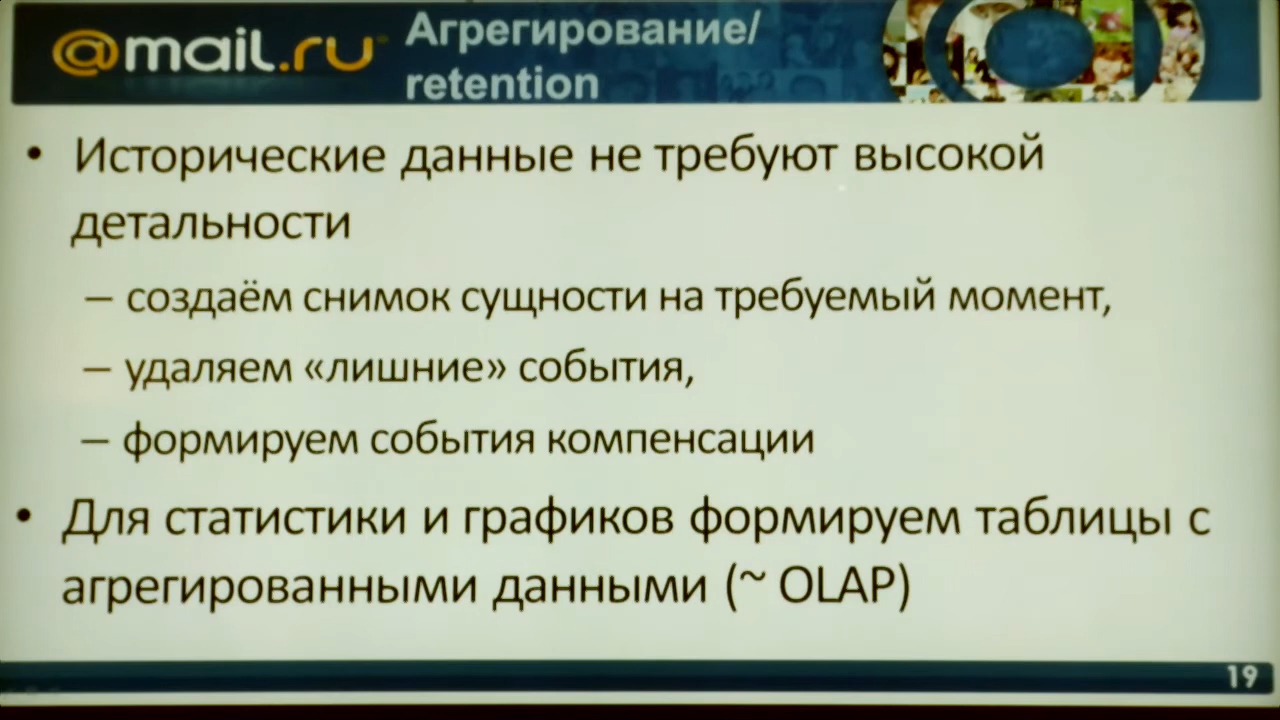 @mail.ru
Агрегирование/
retention
• Исторические данные не требуют высокой
детальности
– создаём снимок сущности на требуемый момент,
– удаляем «лишние» события,
– формируем события компенсации
• Для статистики и графиков формируем таблицы с
агрегированными данными (~ OLAP)
19